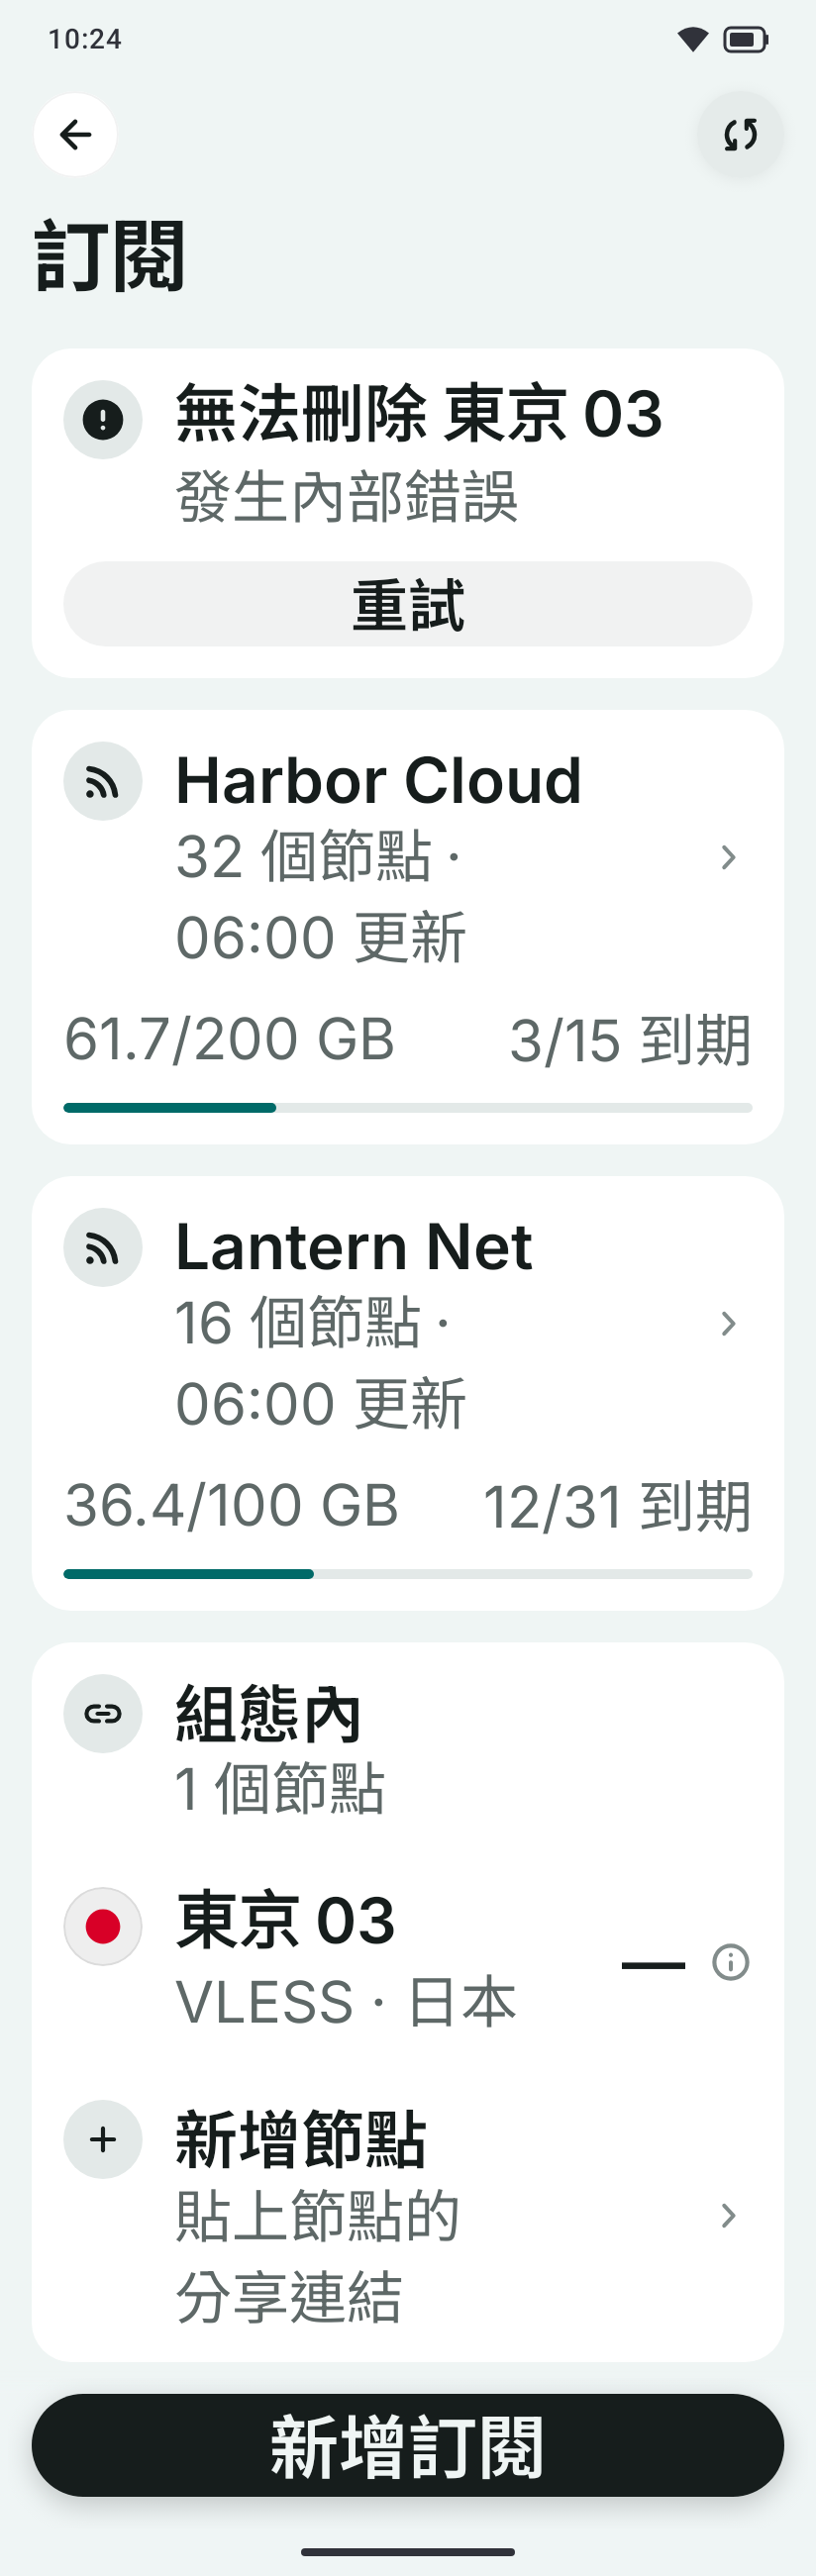 10:24
訂閱
無法刪除 東京 03
發生內部錯誤
重試
Harbor Cloud
32 個節點 ·
06:00 更新
61.7/200 GB
3/15 到期
Lantern Net
16 個節點 ·
06:00 更新
36.4/100 GB
12/31 到期
組態內
1 個節點
東京 03
VLESS · 日本
—
新增節點
貼上節點的
分享連結
新增訂閱